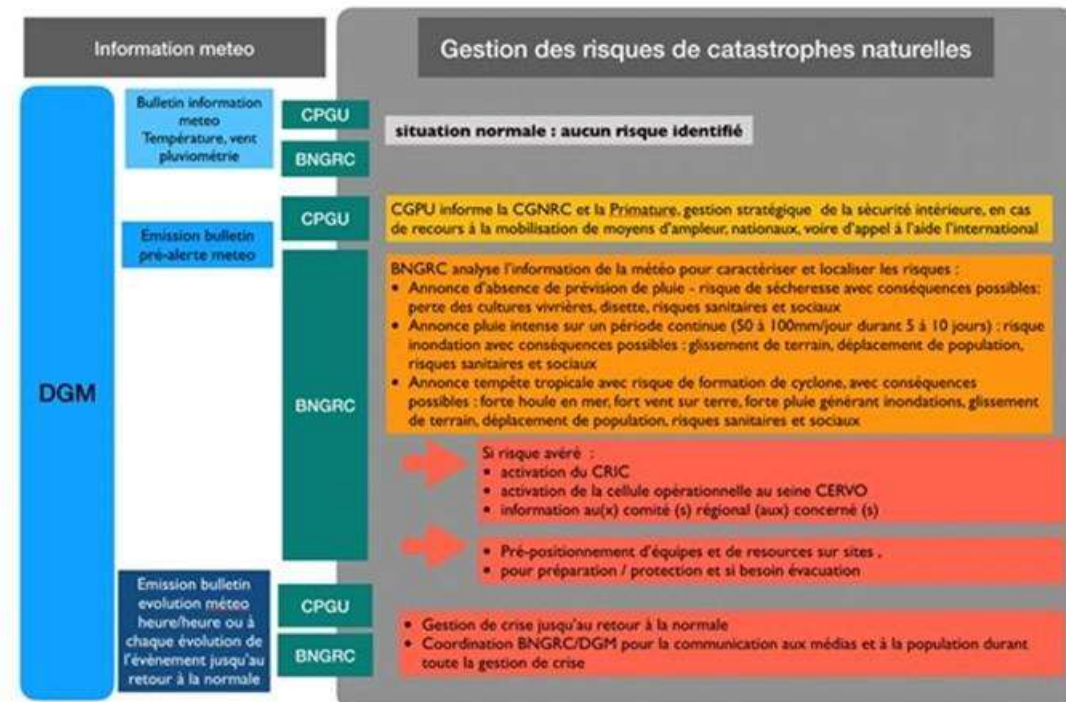 Information meteo
Gestion des risques de catastrophes naturelles
DGM
Bulletin information
meteo
Température, vent
pluviométrie
CPGU
BNGRC
situation normale : aucun risque identifié
Emission bulletin
pré-alerte meteo
CPGU
CGPU informe la CGNRC et la Primature, gestion stratégique de la sécurité intérieure, en cas
de recours à la mobilisation de moyens d'ampleur, nationaux, voire d'appel à l'aide l'international
BNGRC
BNGRC analyse l'information de la météo pour caractériser et localiser les risques :
• Annonce d'absence de prévision de pluie - risque de sécheresse avec conséquences possibles:
perte des cultures vivrières, disette, risques sanitaires et sociaux
• Annonce pluie intense sur un période continue (50 à 100mm/jour durant 5 à 10 jours) : risque
inondation avec conséquences possibles : glissement de terrain, déplacement de population,
risques sanitaires et sociaux
• Annonce tempête tropicale avec risque de formation de cyclone, avec conséquences
possibles : forte houle en mer, fort vent sur terre, forte pluie générant inondations, glissement
de terrain, déplacement de population, risques sanitaires et sociaux
Si risque avéré :
• activation du CRIC
• activation de la cellule opérationnelle au seine CERVO
• information au(x) comité (s) régional (aux) concerné (s)
• Pré-positionnement d'équipes et de resources sur sites ,
• pour préparation / protection et si besoin évacuation
Emission bulletin
evolution météo
heure/heure ou à
chaque évolution de
l'évènement jusqu'au
retour à la normale
CPGU
BNGRC
• Gestion de crise jusqu'au retour à la normale
• Coordination BNGRC/DGM pour la communication aux médias et à la population durant
toute la gestion de crise